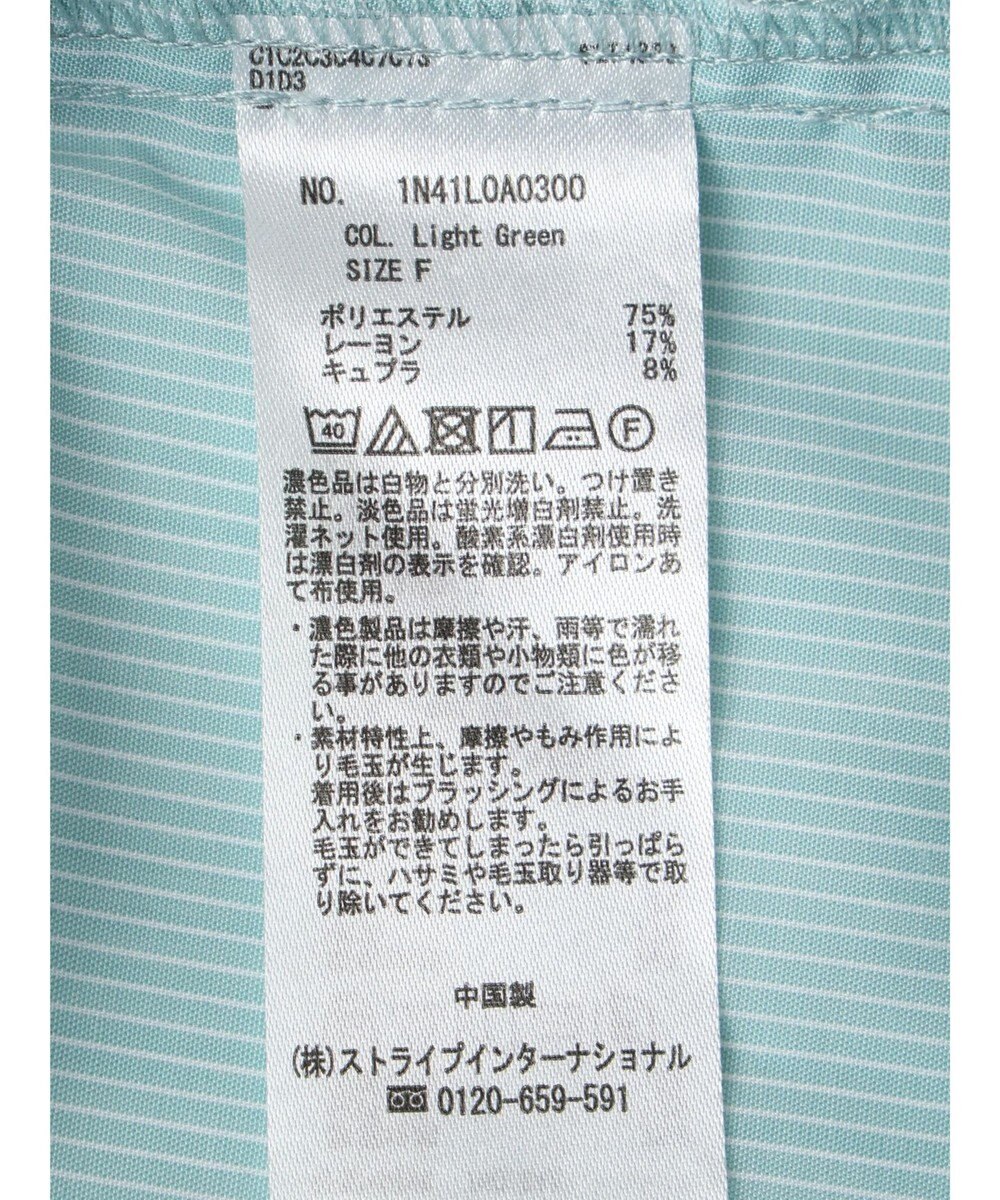 C1C2C3C4C7C13
D1D3
NO. 1N41L0A0300
COL. Light Green
SIZE F
ポリエステル 75%
レーヨン 17%
キュプラ 8%
40 F
濃色品は白物と分別洗い。つけ置き
禁止。淡色品は蛍光増白剤禁止。洗
濯ネット使用。酸素系漂白剤使用時
は漂白剤の表示を確認。アイロンあ
て布使用。
・濃色製品は摩擦や汗、雨等で濡れ
た際に他の衣類や小物類に色が移
る事がありますのでご注意くださ
い。
・素材特性上、摩擦やもみ作用によ
り毛玉が生じます。
着用後はブラッシングによるお手
入れをお勧めします。
毛玉ができてしまったら引っぱら
ずに、ハサミや毛玉取り器等で取
り除いてください。
中国製
(株)ストライプインターナショナル
0120-659-591